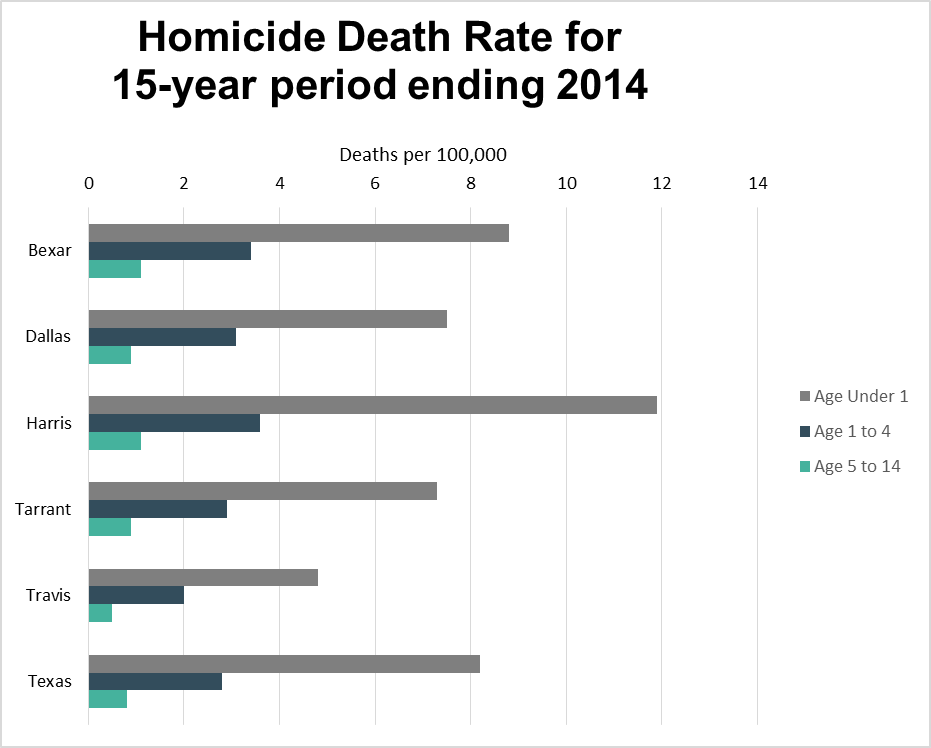 Homicide Death Rate for
15-year period ending 2014
Deaths per 100,000
0 2 4 6 8 10 12 14
Bexar
Dallas
Harris
Tarrant
Travis
Texas
Age Under 1
Age 1 to 4
Age 5 to 14